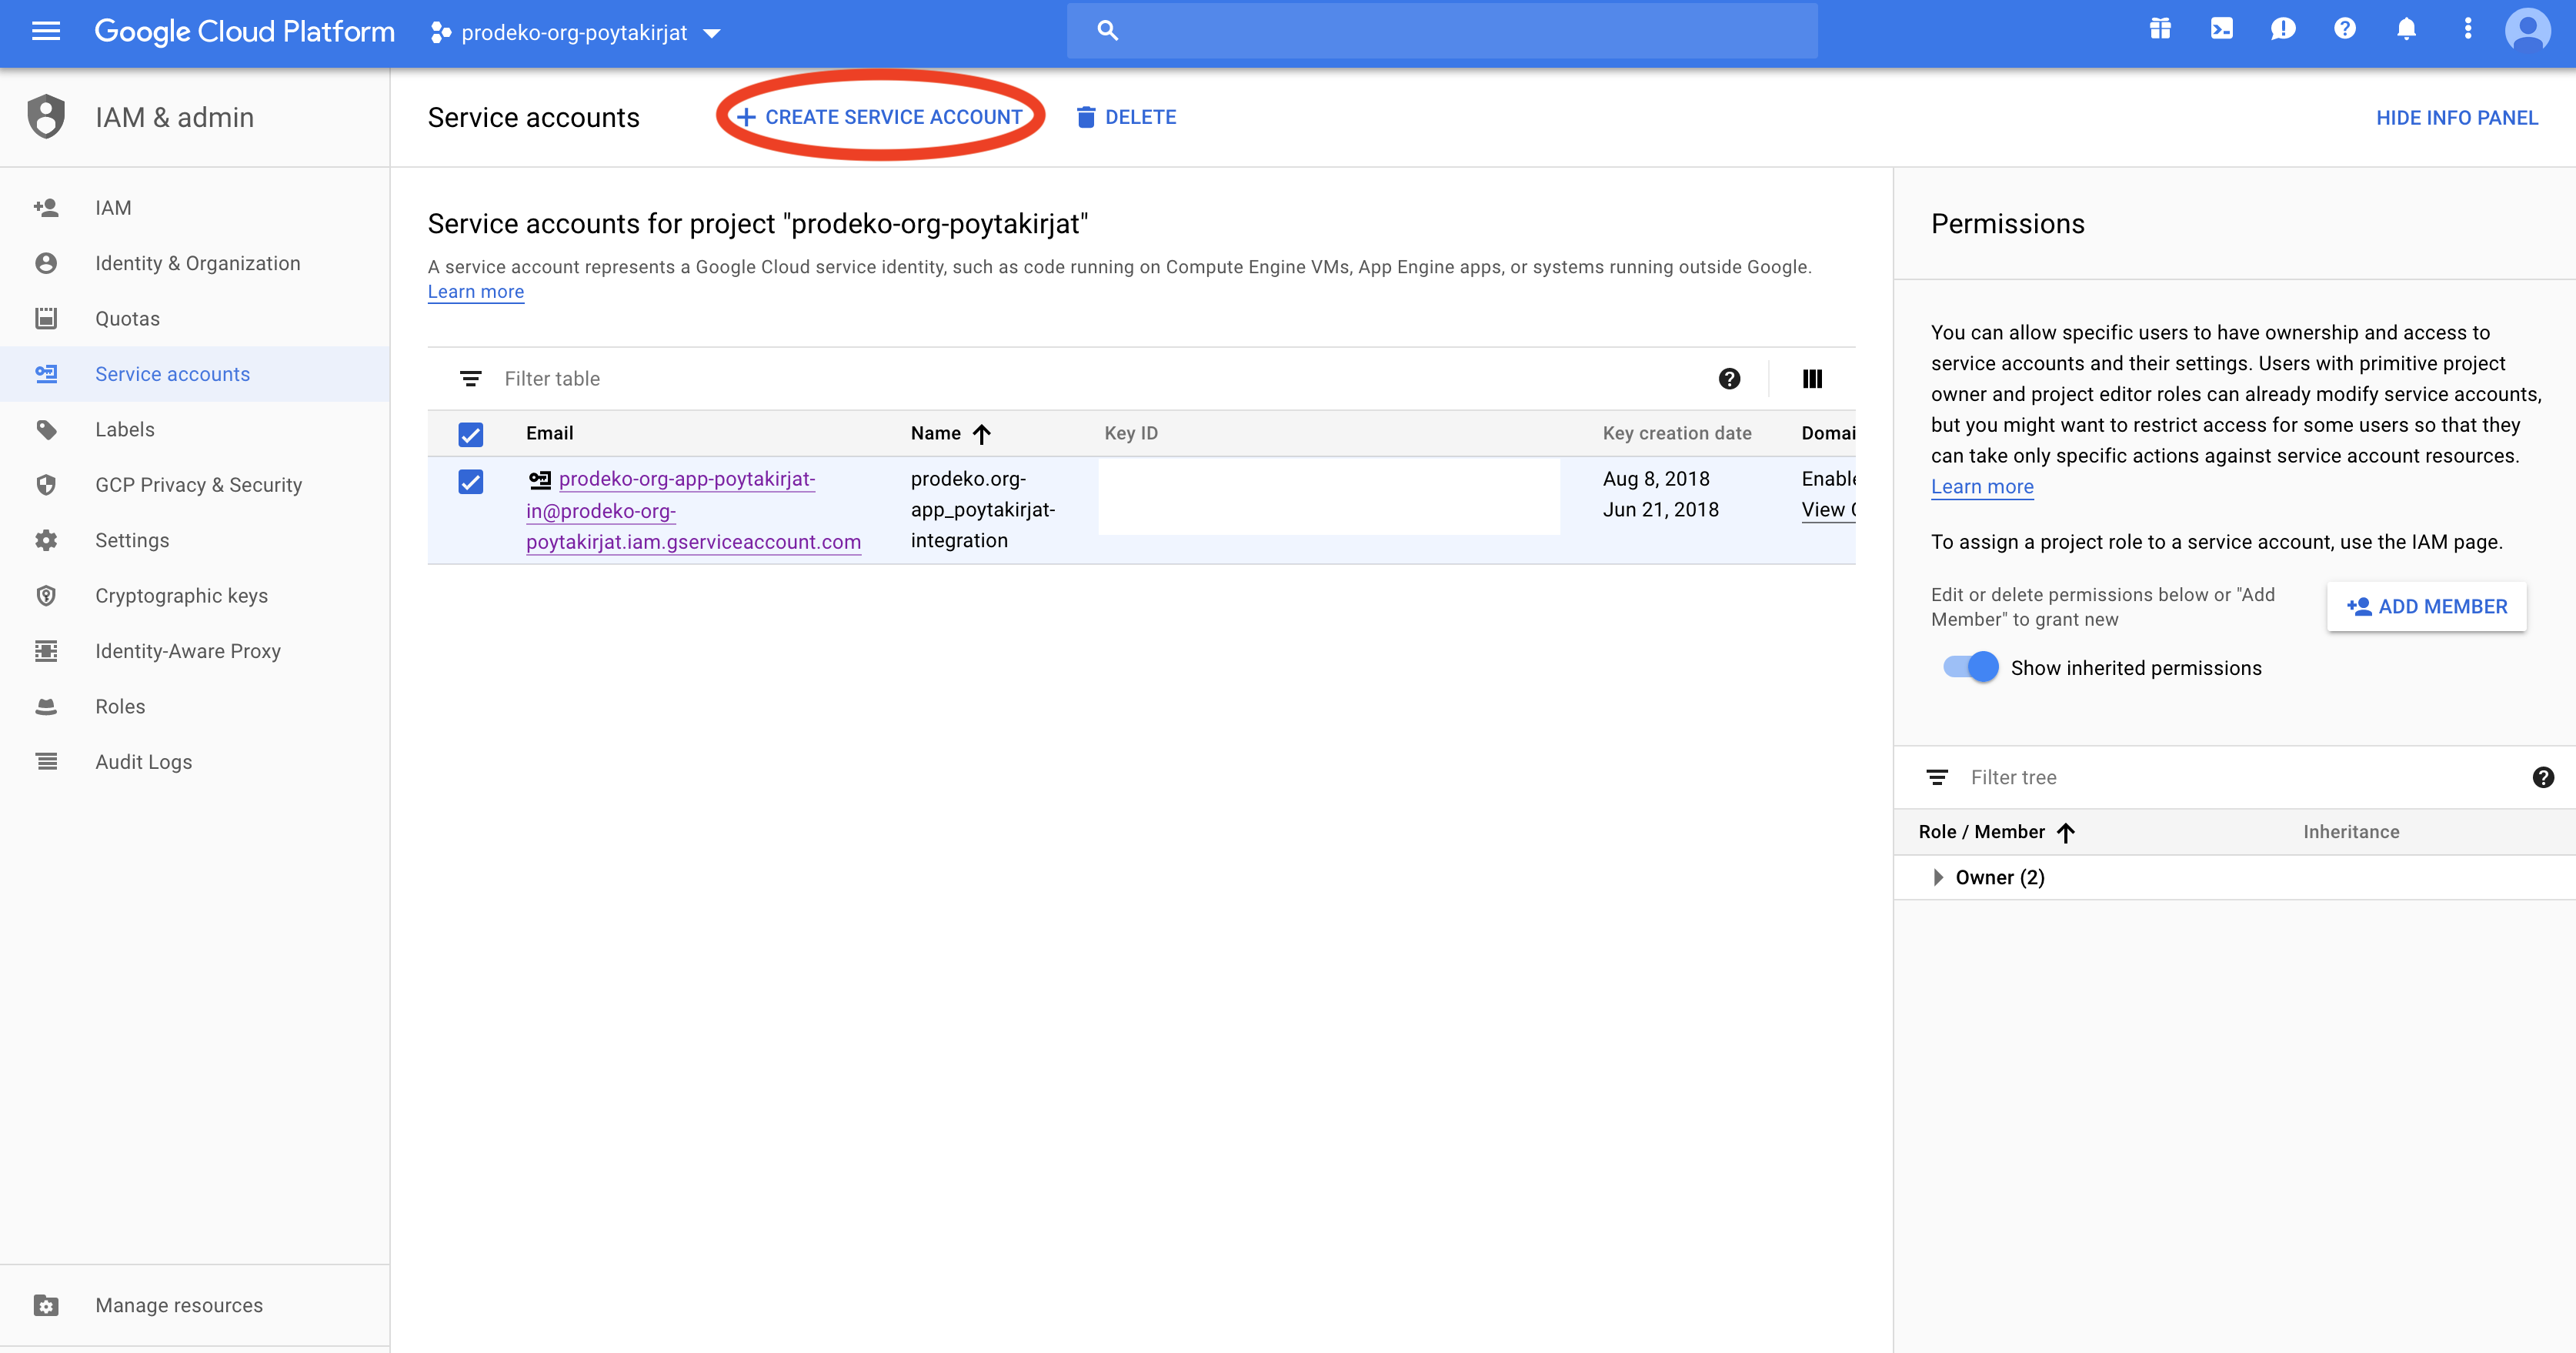 Google Cloud Platform
prodeko-org-poytakirjat
IAM & admin
Service accounts
CREATE SERVICE ACCOUNT
DELETE
HIDE INFO PANEL
IAM
Identity & Organization
Quotas
Service accounts
Labels
GCP Privacy & Security
Settings
Cryptographic keys
Identity-Aware Proxy
Roles
Audit Logs
Manage resources
Service accounts for project "prodeko-org-poytakirjat"
A service account represents a Google Cloud service identity, such as code running on Compute Engine VMs, App Engine apps, or systems running outside Google.
Learn more
Filter table
Email
Name
Key ID
Key creation date
Domai
prodeko-org-app-poytakirjat-
in@prodeko-org-
poytakirjat.iam.gserviceaccount.com
prodeko.org-
app_poytakirjat-
integration
Aug 8, 2018
Jun 21, 2018
Enable
View
Permissions
You can allow specific users to have ownership and access to
service accounts and their settings. Users with primitive project
owner and project editor roles can already modify service accounts,
but you might want to restrict access for some users so that they
can take only specific actions against service account resources.
Learn more
To assign a project role to a service account, use the IAM page.
Edit or delete permissions below or "Add
Member" to grant new
ADD MEMBER
Show inherited permissions
Filter tree
Role / Member
Inheritance
Owner (2)